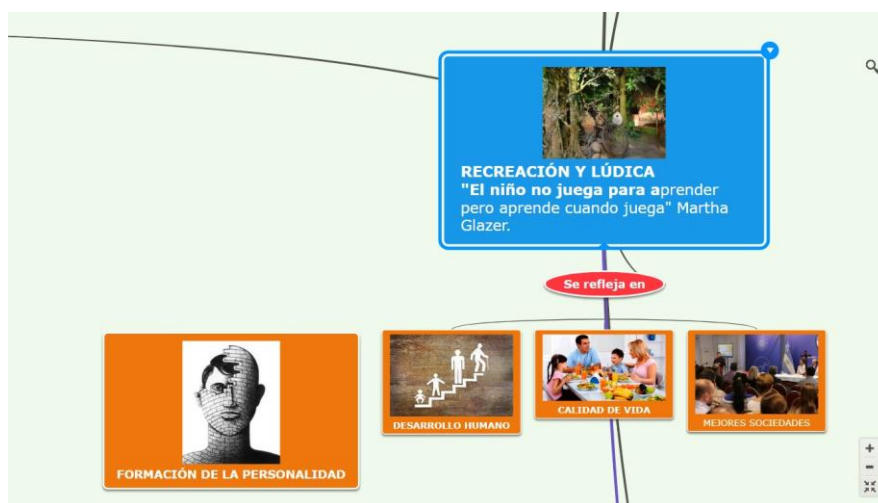 RECREACIÓN Y LÚDICA
"El niño no juega para aprender
pero aprende cuando juega" Martha
Glazer.
Se refleja en
DESARROLLO HUMANO
CALIDAD DE VIDA
MEJORES SOCIEDADES
FORMACIÓN DE LA PERSONALIDAD